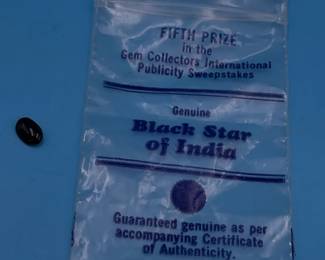 FIFTH PRIZE
in the
Gem Collectors International
Publicity Sweepstakes
Genuine
Black Star
of India
Guaranteed genuine as per
accompanying Certificate
of Authenticity.